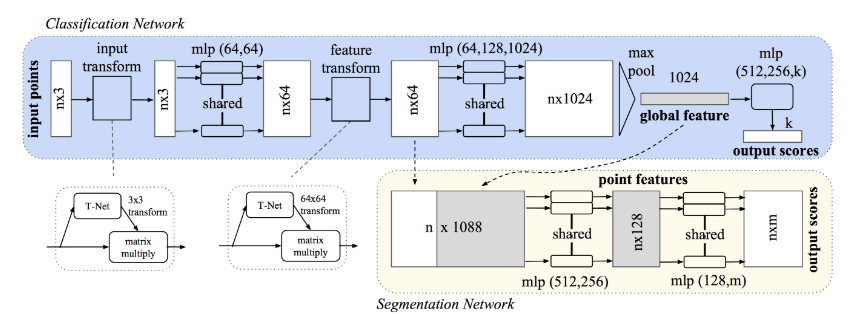 Classification Network
input points
nx3
input
transform
nx3
mlp (64,64)
shared
nx64
feature
transform
nx64
mlp (64,128,1024)
shared
nx1024
max
pool
1024
global feature
mlp
(512,256,k)
k
output scores
T-Net
3x3
transform
matrix
multiply
T-Net
64x64
transform
matrix
multiply
point features
n x 1088
shared
mlp (512,256)
nx128
shared
mlp (128,m)
nxm
output scores
Segmentation Network